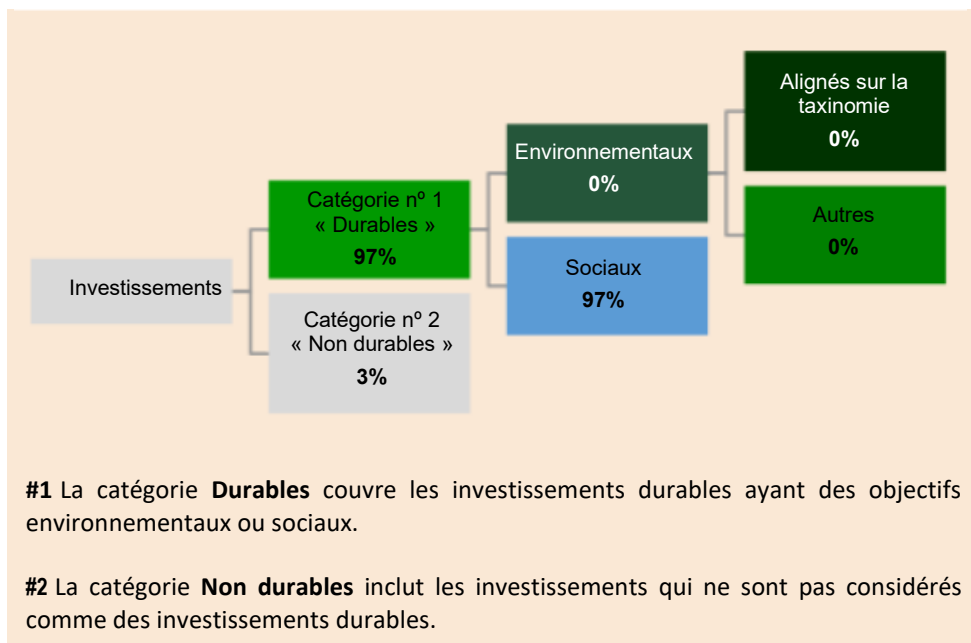 Investissements
Catégorie nº 1
« Durables »
97%
Catégorie nº 2
« Non durables »
3%
Environnementaux
0%
Sociaux
97%
Alignés sur la
taxinomie
0%
Autres
0%
#1 La catégorie Durables couvre les investissements durables ayant des objectifs
environnementaux ou sociaux.
#2 La catégorie Non durables inclut les investissements qui ne sont pas considérés
comme des investissements durables.